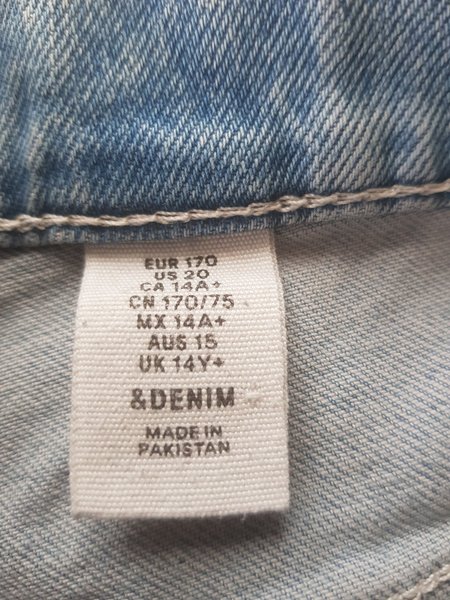 EUR 170
US 20
CA 14A+
CN 170/75
MX 14A+
AUS 15
UK 14Y+
&DENIM
MADE IN
PAKISTAN